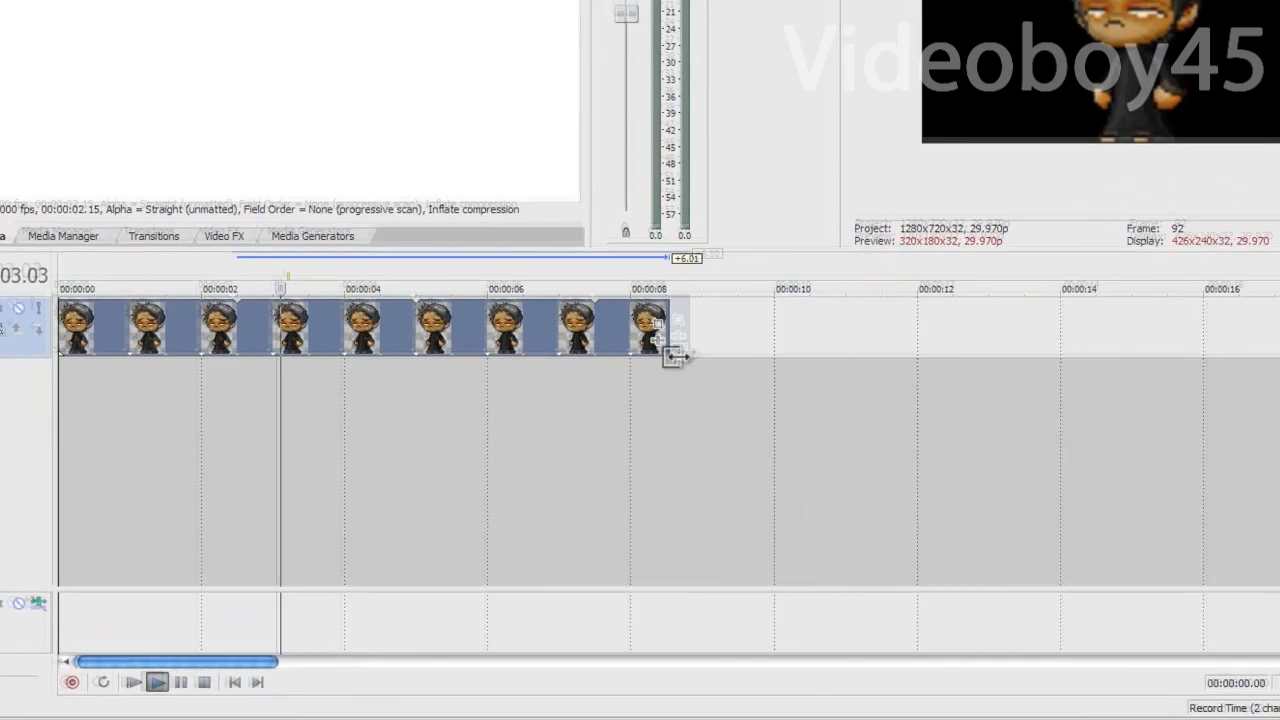 21
24
27
30
33
36
39
42
45
48
51
54
57
0.0 0.0
Videoboy45
000 fps, 00:00:02.15, Alpha = Straight (unmatted), Field Order = None (progressive scan), Inflate compression
a Media Manager Transitions Video FX Media Generators
Project: 1280x720x32, 29.970p
Preview: 320x180x32, 29.970p
Frame: 92
Display: 426x240x32, 29.970
+6.01
03.03
00:00:00 00:00:02 00:00:04 00:00:06 00:00:08 00:00:10 00:00:12 00:00:14 00:00:16
00:00:00.00
Record Time (2 char